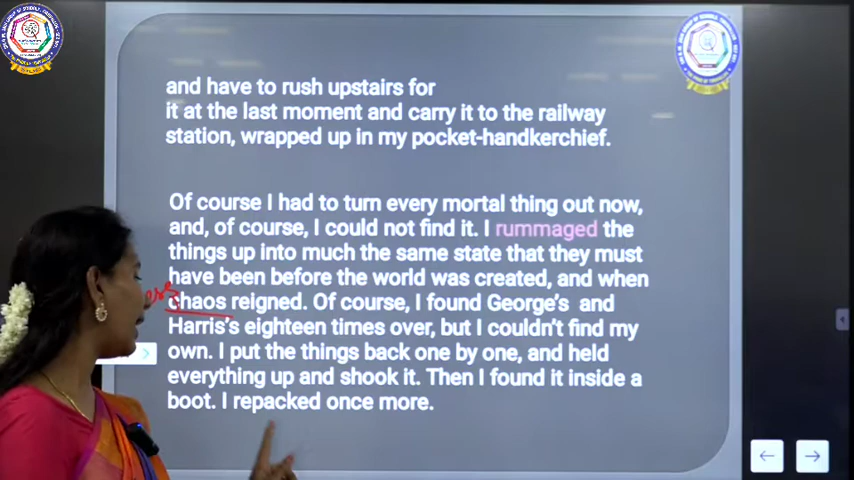 and have to rush upstairs for
it at the last moment and carry it to the railway
station, wrapped up in my pocket-handkerchief.
Of course I had to turn every mortal thing out now,
and, of course, I could not find it. I rummaged the
things up into much the same state that they must
have been before the world was created, and when
chaos reigned. Of course, I found George's and
Harris's eighteen times over, but I couldn't find my
own. I put the things back one by one, and held
everything up and shook it. Then I found it inside a
boot. I repacked once more.